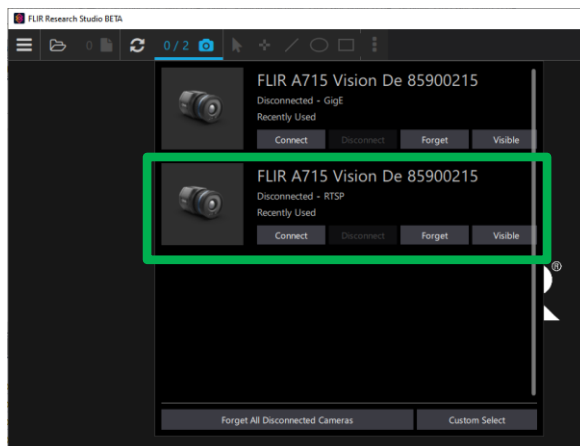 FLIR Research Studio BETA
0 0 / 2
FLIR A715 Vision De 85900215
Disconnected - GigE
Recently Used
Connect Disconnect Forget Visible
FLIR A715 Vision De 85900215
Disconnected - RTSP
Recently Used
Connect Disconnect Forget Visible
®
Forget All Disconnected Cameras Custom Select